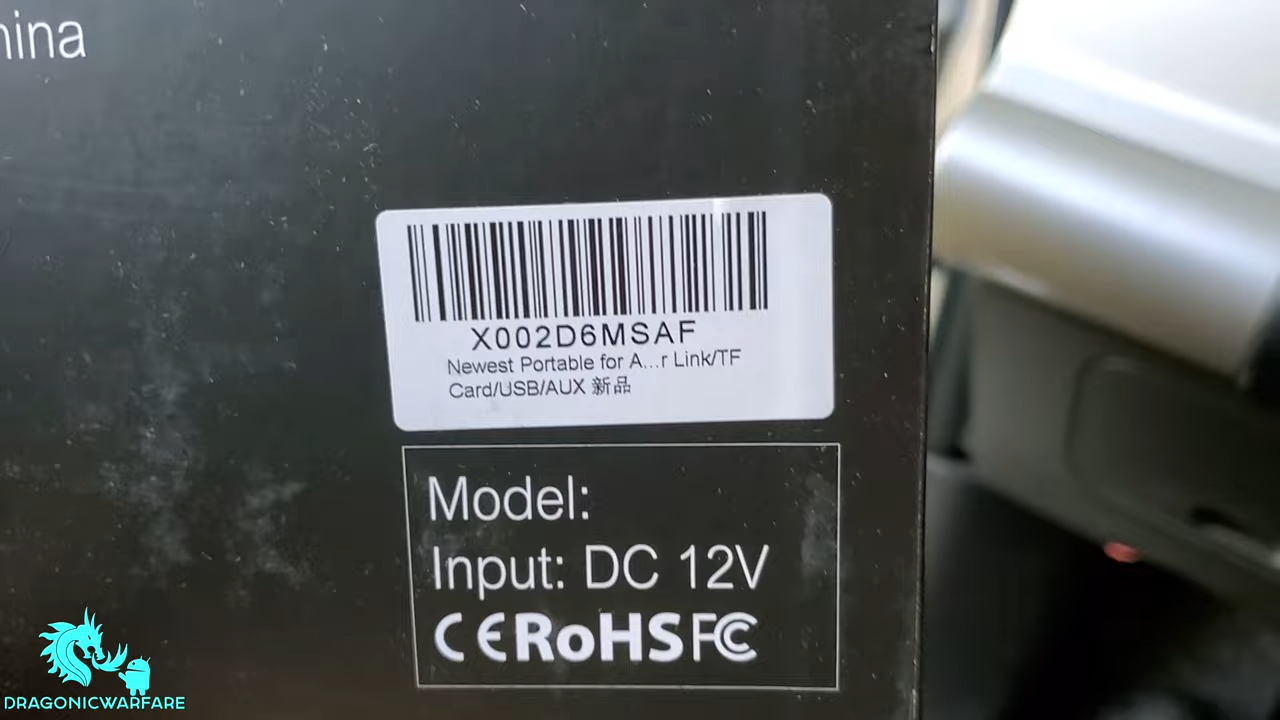 hina
X002D6MSAF
Newest Portable for A...r Link/TF
Card/USB/AUX 新品
Model:
Input: DC 12V
CE RoHS FC
DRAGONICWARFARE